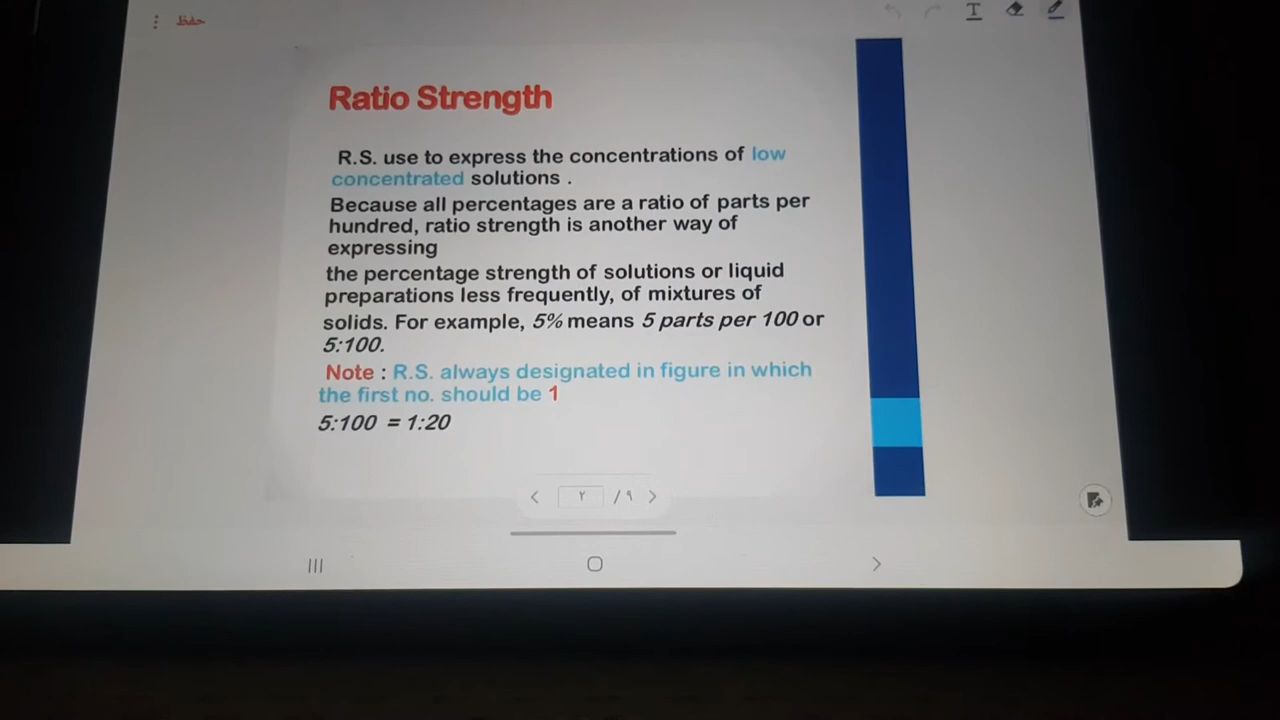 حفظ
T
Ratio Strength
R.S. use to express the concentrations of low
concentrated solutions .
Because all percentages are a ratio of parts per
hundred, ratio strength is another way of
expressing
the percentage strength of solutions or liquid
preparations less frequently, of mixtures of
solids. For example, 5% means 5 parts per 100 or
5:100.
Note : R.S. always designated in figure in which
the first no. should be 1
5:100 = 1:20
٢ / ٩